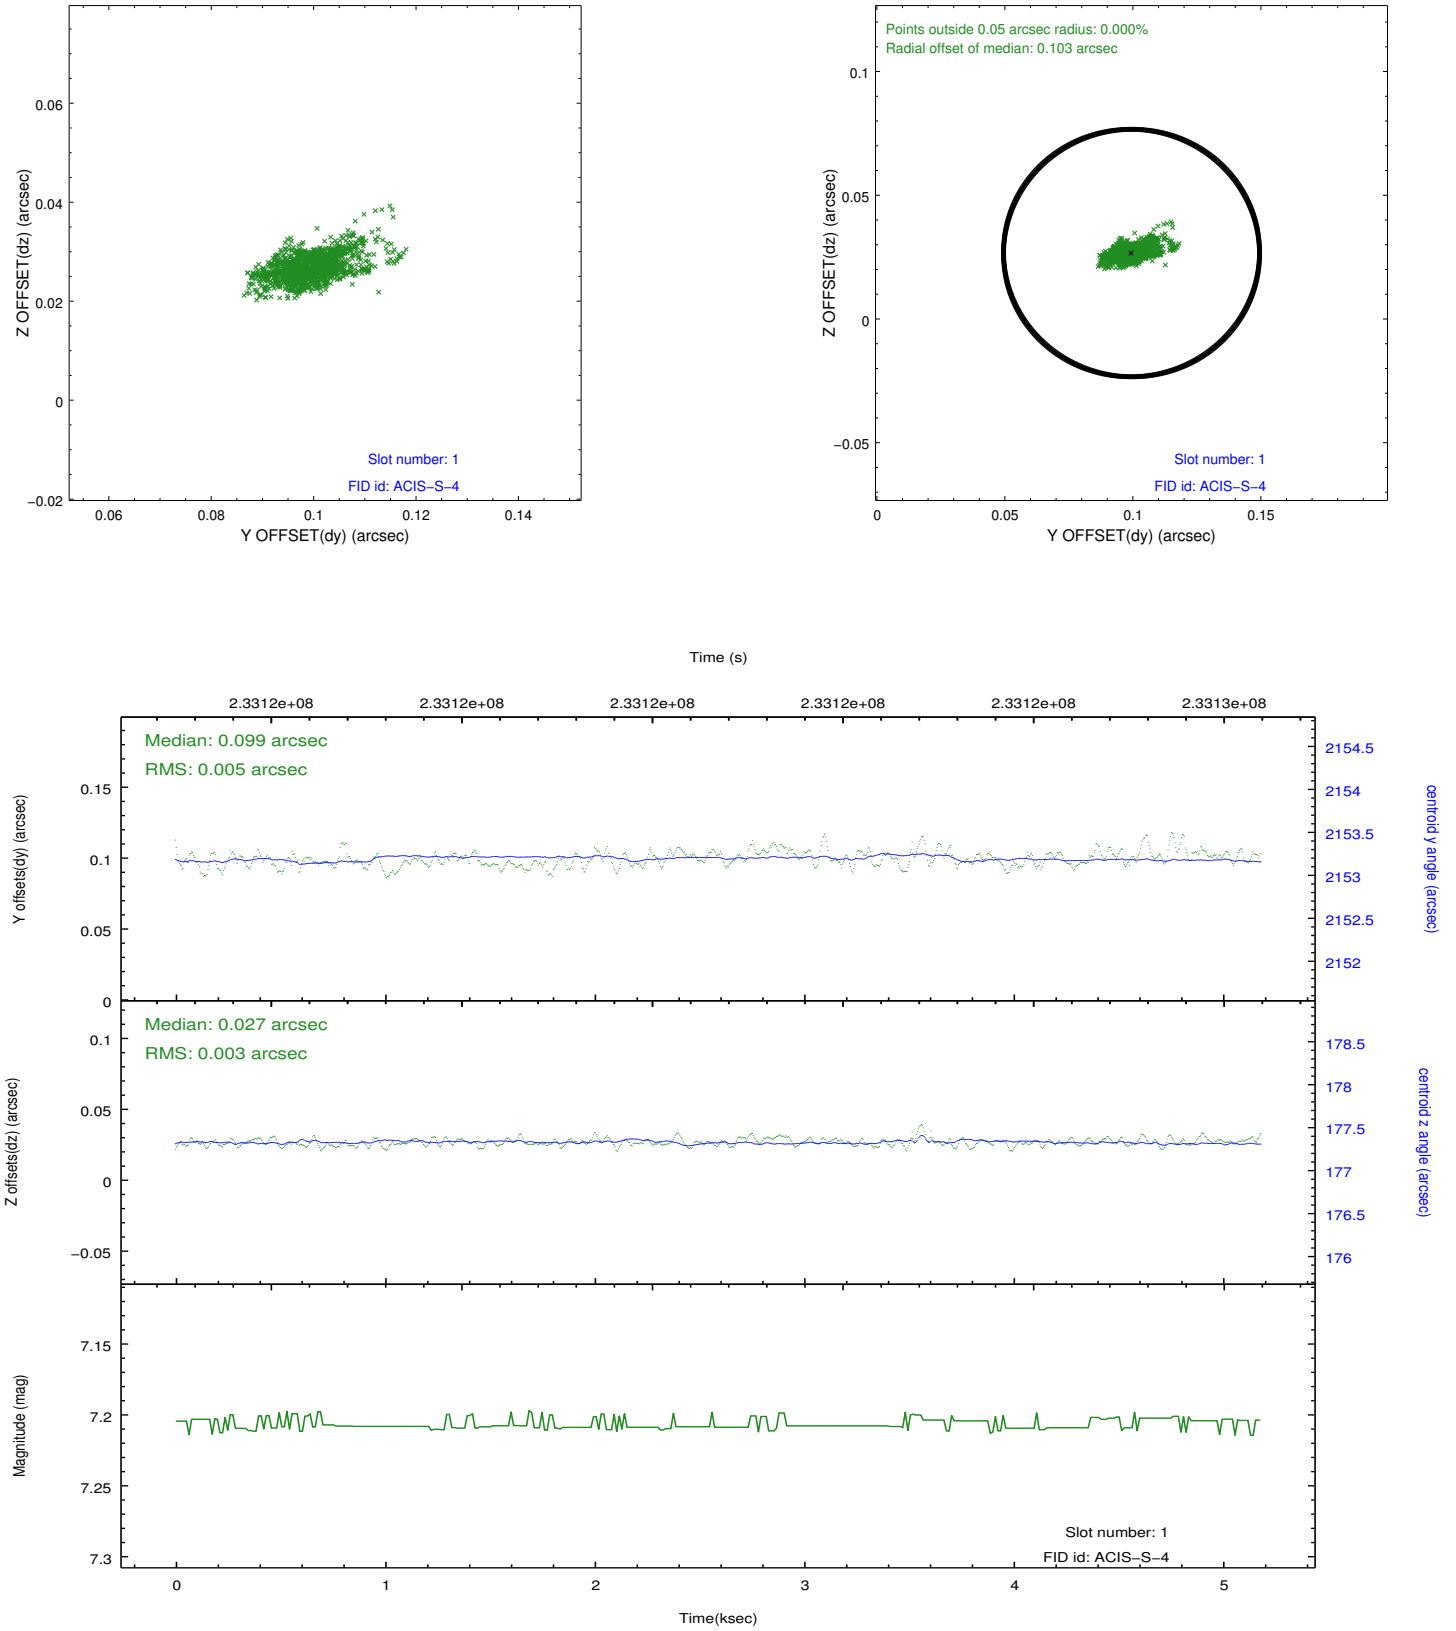 0.06
0.04
0.02
0
−0.02
Z OFFSET(dz) (arcsec)
Slot number: 1
FID id: ACIS−S−4
0.06
0.08
0.1
0.12
0.14
Y OFFSET(dy) (arcsec)
Points outside 0.05 arcsec radius: 0.000%
Radial offset of median: 0.103 arcsec
0.1
0.05
0
−0.05
Z OFFSET(dz) (arcsec)
Slot number: 1
FID id: ACIS−S−4
0
0.05
0.1
0.15
Y OFFSET(dy) (arcsec)
Time (s)
2.3312e+08
2.3312e+08
2.3312e+08
2.3312e+08
2.3312e+08
2.3313e+08
Median: 0.099 arcsec
RMS: 0.005 arcsec
0.15
0.1
0.05
0
Y offsets(dy) (arcsec)
2154.5
2154
2153.5
2153
2152.5
2152
centroid y angle (arcsec)
Median: 0.027 arcsec
RMS: 0.003 arcsec
0.1
0.05
0
−0.05
Z offsets(dz) (arcsec)
178.5
178
177.5
177
176.5
176
centroid z angle (arcsec)
7.15
7.2
7.25
7.3
Magnitude (mag)
Slot number: 1
FID id: ACIS−S−4
0
1
2
3
4
5
Time(ksec)